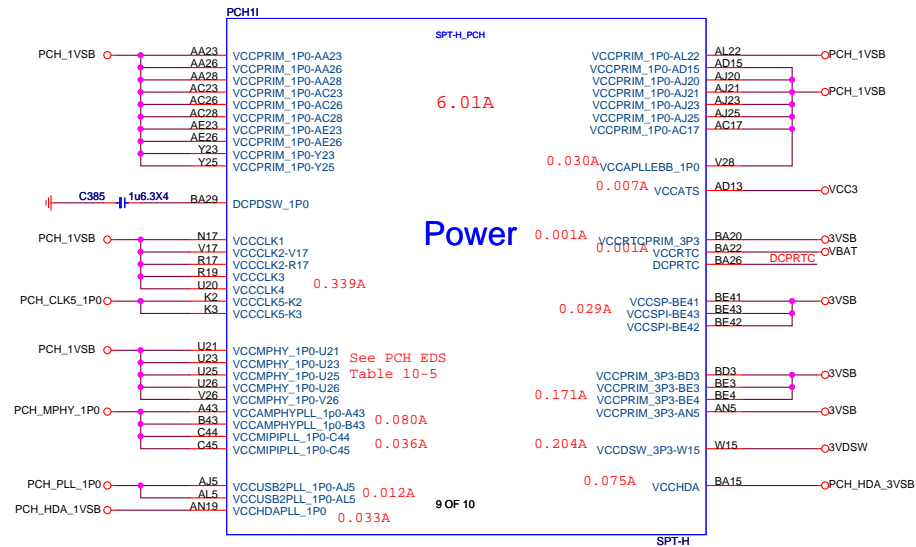 PCH1I
SPT-H_PCH
PCH_1VSB AA23 VCCPRIM_1P0-AA23 VCCPRIM_1P0-AL22 AL22 PCH_1VSB
AA26 VCCPRIM_1P0-AA26 VCCPRIM_1P0-AD15 AD15
AA28 VCCPRIM_1P0-AA28 VCCPRIM_1P0-AJ20 AJ20
AC23 VCCPRIM_1P0-AC23 VCCPRIM_1P0-AJ21 AJ21 PCH_1VSB
AC26 VCCPRIM_1P0-AC26 6.01A VCCPRIM_1P0-AJ23 AJ23
AC28 VCCPRIM_1P0-AC28 VCCPRIM_1P0-AJ25 AJ25
AE23 VCCPRIM_1P0-AE23 VCCPRIM_1P0-AC17 AC17
AE26 VCCPRIM_1P0-AE26
Y23 VCCPRIM_1P0-Y23
Y25 VCCPRIM_1P0-Y25 0.030A VCCAPLLEBB_1P0 V28
0.007A VCCATS AD13 VCC3
C385 1u6.3X4 BA29 DCPDSW_1P0
Power
PCH_1VSB N17 VCCCLK1 0.001A VCCRTCPRIM_3P3 BA20 3VSB
V17 VCCCLK2-V17 0.001A VCCRTC BA22 VBAT
R17 VCCCLK2-R17 DCPRTC BA26 DCPRTC
R19 VCCCLK3
U20 VCCCLK4 0.339A
PCH_CLK5_1P0 K2 VCCCLK5-K2 VCCSP-BE41 BE41 3VSB
K3 VCCCLK5-K3 0.029A VCCSPI-BE43 BE43
VCCSPI-BE42 BE42
PCH_1VSB U21 VCCMPHY_1P0-U21
U23 VCCMPHY_1P0-U23 See PCH EDS
U25 VCCMPHY_1P0-U25 Table 10-5 VCCPRIM_3P3-BD3 BD3 3VSB
U26 VCCMPHY_1P0-U26 VCCPRIM_3P3-BE3 BE3
V26 VCCMPHY_1P0-V26 0.171A VCCPRIM_3P3-BE4 BE4
PCH_MPHY_1P0 A43 VCCAMPHYPLL_1p0-A43 VCCPRIM_3P3-AN5 AN5 3VSB
B43 VCCAMPHYPLL_1p0-B43 0.080A
C44 VCCMIPIPLL_1P0-C44
C45 VCCMIPIPLL_1P0-C45 0.036A 0.204A VCCDSW_3P3-W15 W15 3VDSW
PCH_PLL_1P0 AJ5 VCCUSB2PLL_1P0-AJ5 0.075A VCCHDA BA15 PCH_HDA_3VSB
AL5 VCCUSB2PLL_1P0-AL5 0.012A
PCH_HDA_1VSB AN19 VCCHDAPLL_1P0 0.033A
9 OF 10
SPT-H